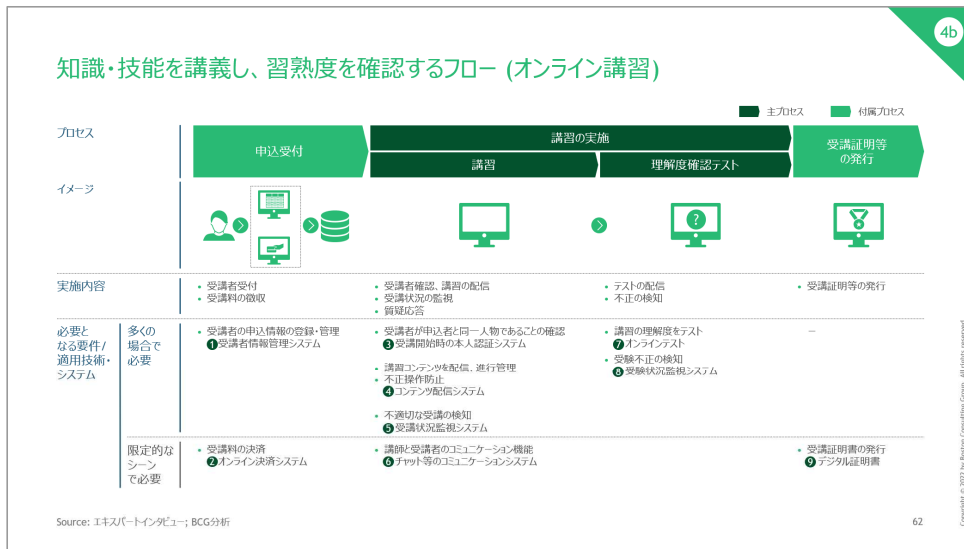 4b
知識・技能を講義し、習熟度を確認するフロー (オンライン講習)
主プロセス
付属プロセス
プロセス
申込受付
講習の実施
講習
理解度確認テスト
受講証明等
の発行
イメージ
?
実施内容
• 受講者受付
• 受講料の徴収
• 受講者確認、講習の配信
• 受講状況の監視
• 質疑応答
• テストの配信
• 不正の検知
• 受講証明等の発行
必要と
なる要件/
適用技術・
システム
多くの
場合で
必要
• 受講者の申込情報の登録・管理
❶受講者情報管理システム
• 受講者が申込者と同一人物であることの確認
❸受講開始時の本人認証システム
• 講習コンテンツを配信、進行管理
• 不正操作防止
❹コンテンツ配信システム
• 不適切な受講の検知
❺受講状況監視システム
• 講習の理解度をテスト
❼オンラインテスト
• 受験不正の検知
❽受験状況監視システム
–
限定的な
シーン
で必要
• 受講料の決済
❷オンライン決済システム
• 講師と受講者のコミュニケーション機能
❻チャット等のコミュニケーションシステム
• 受講証明書の発行
❾デジタル証明書
Source: エキスパートインタビュー; BCG分析
62
Copyright © 2022 by Boston Consulting Group. All rights reserved.